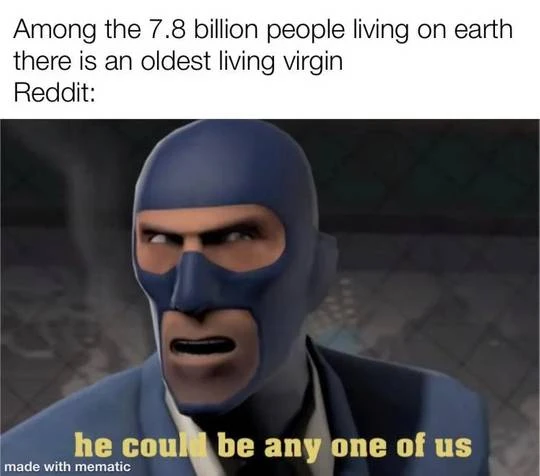 Among the 7.8 billion people living on earth
there is an oldest living virgin
Reddit:
he could be any one of us
made with mematic